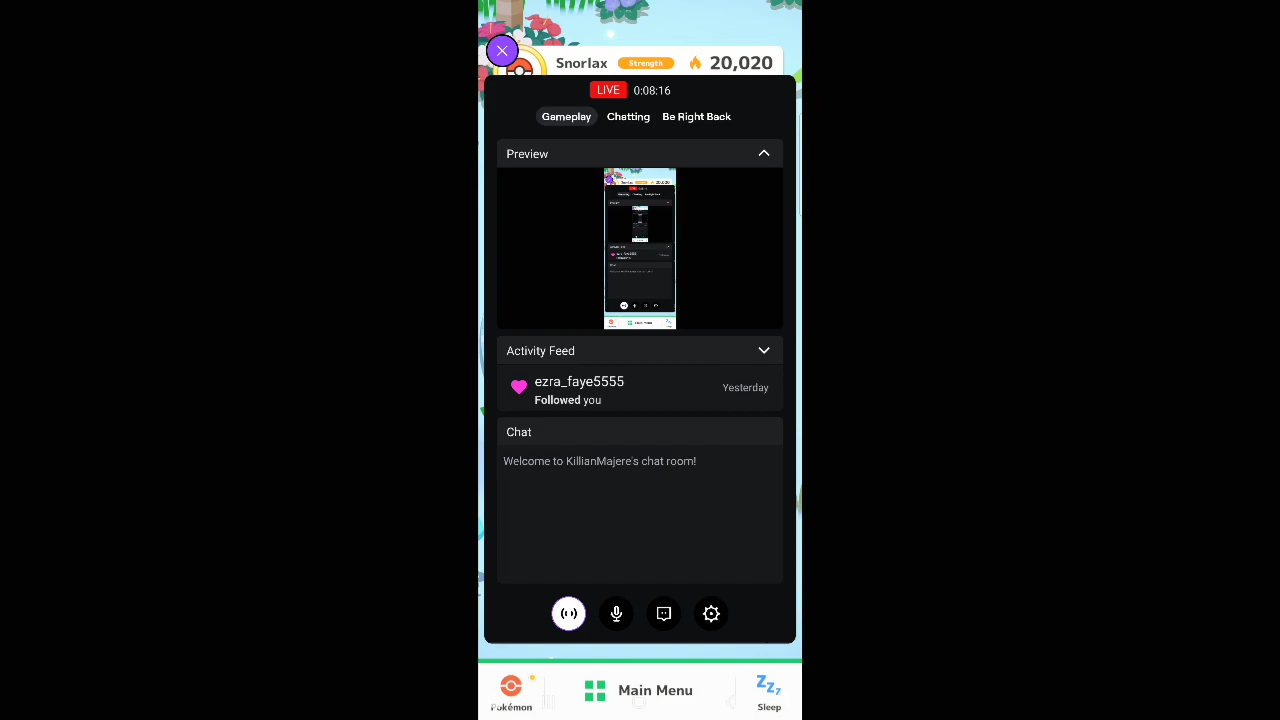 Snorlax Strength 20,020
LIVE 0:08:16
Gameplay Chatting Be Right Back
Preview
Activity Feed
ezra_faye5555
Followed you
Yesterday
Chat
Welcome to KillianMajere's chat room!
Pokémon
Main Menu
Zzz
Sleep